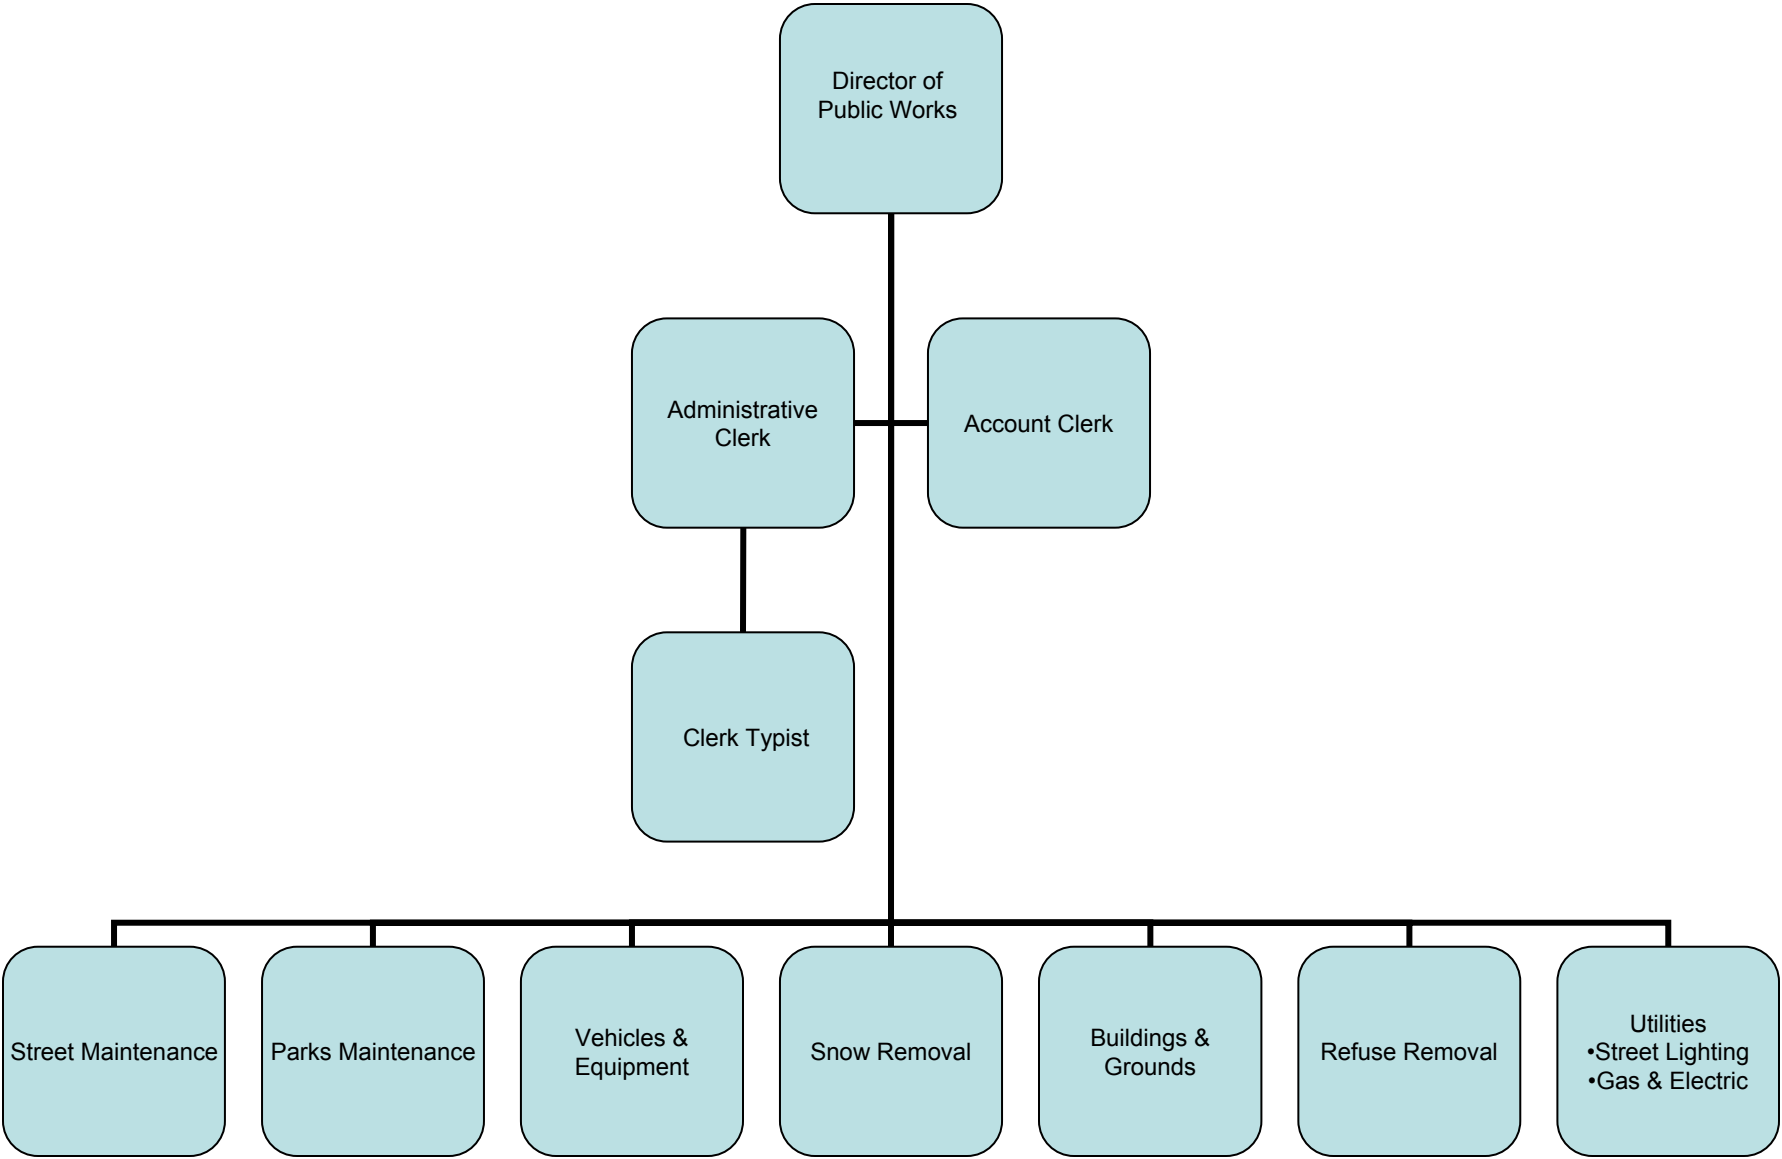 Director of
Public Works
Administrative
Clerk
Account Clerk
Clerk Typist
Street Maintenance
Parks Maintenance
Vehicles &
Equipment
Snow Removal
Buildings &
Grounds
Refuse Removal
Utilities
•Street Lighting
•Gas & Electric